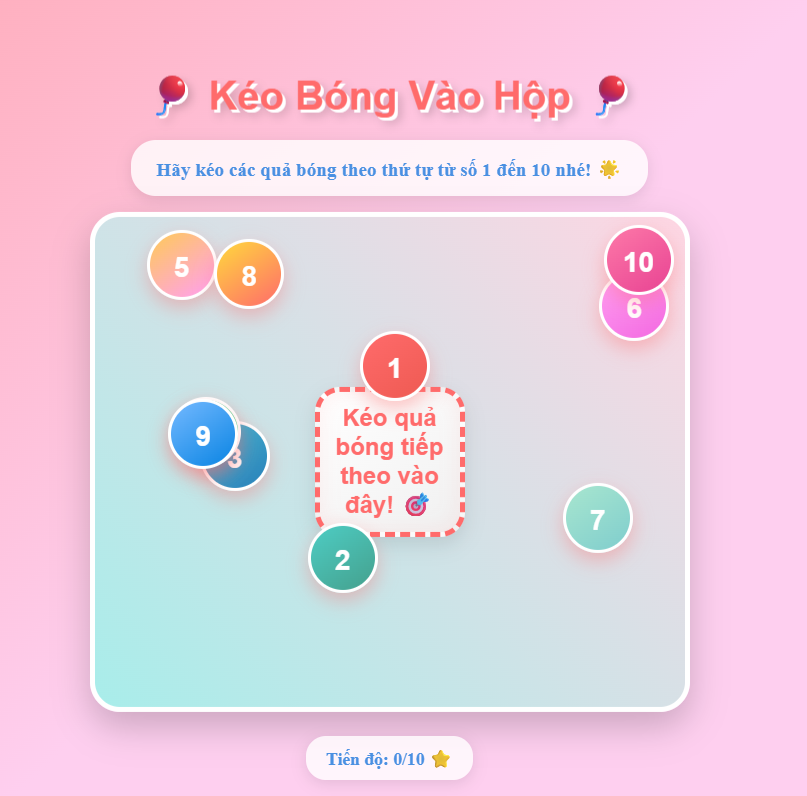 Kéo Bóng Vào Hộp
Hãy kéo các quả bóng theo thứ tự từ số 1 đến 10 nhé!
5
8
10
6
1
Kéo quả
bóng tiếp
theo vào
đây!
9
3
7
2
Tiến độ: 0/10